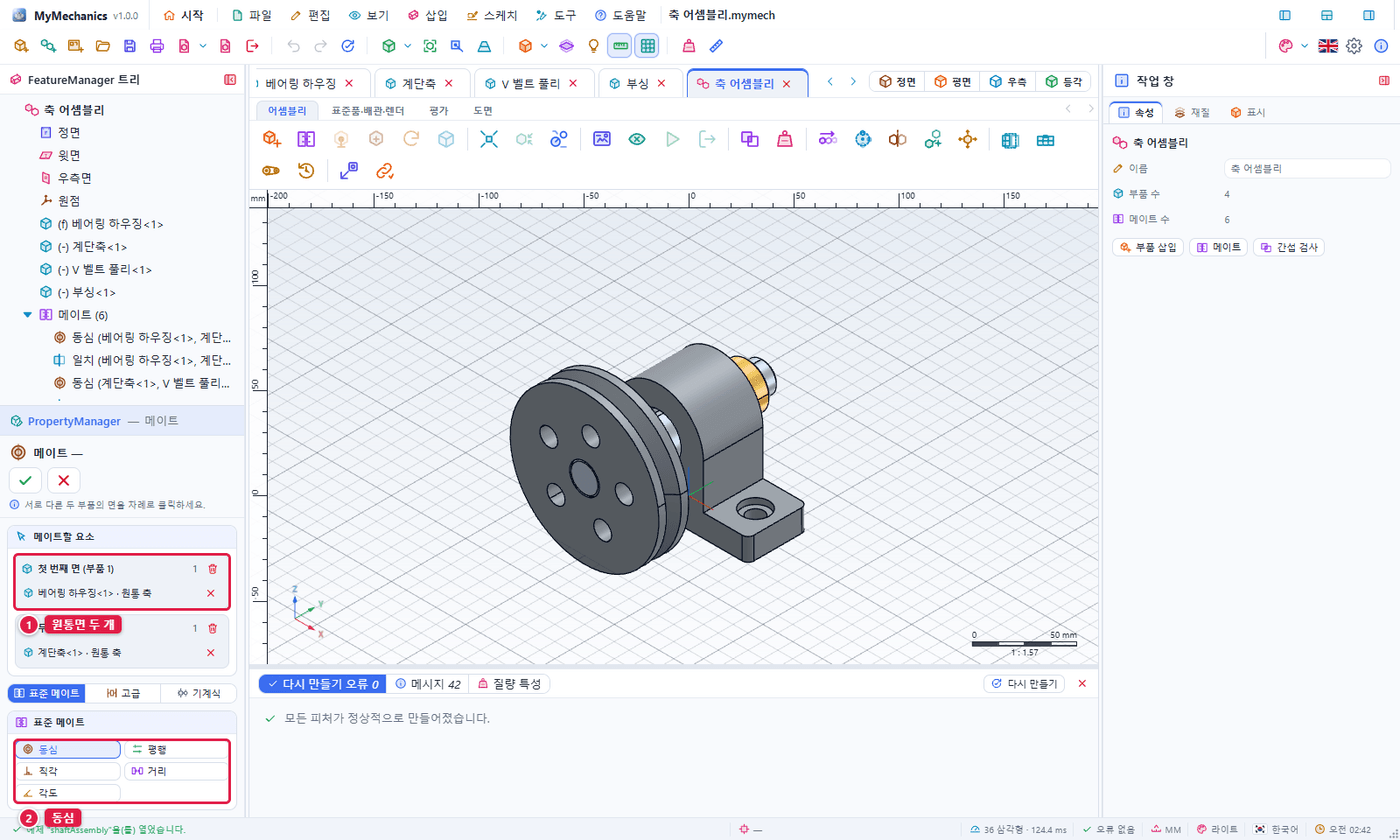 MyMechanics v1.0.0 시작 파일 편집 보기 삽입 스케치 도구 도움말 축 어셈블리.mymech
FeatureManager 트리
축 어셈블리
정면
윗면
우측면
원점
(f) 베어링 하우징<1>
(-) 계단축<1>
(-) V 벨트 풀리<1>
(-) 부싱<1>
메이트 (6)
동심 (베어링 하우징<1>, 계단...
일치 (베어링 하우징<1>, 계단...
동심 (계단축<1>, V 벨트 풀리...
PropertyManager — 메이트
메이트 —
서로 다른 두 부품의 면을 차례로 클릭하세요.
메이트할 요소
첫 번째 면 (부품 1) 1
베어링 하우징<1> · 원통 축
1 원통면 두 개
1
계단축<1> · 원통 축
표준 메이트 고급 기계식
표준 메이트
동심 평행
직각 거리
각도
2 동심
예제 "shaftAssembly"을(를) 열었습니다.
베어링 하우징 계단축 V 벨트 풀리 부싱 축 어셈블리
정면 평면 우측 등각
어셈블리 표준품·배관·렌더 평가 도면
mm -200 -150 -100 -50 0 50 100 150
100
50
0
50
Z
Y
X
0 50 mm
1 : 1.57
다시 만들기 오류 0 메시지 42 질량 특성 다시 만들기
모든 피처가 정상적으로 만들어졌습니다.
작업 창
속성 재질 표시
축 어셈블리
이름 축 어셈블리
부품 수 4
메이트 수 6
부품 삽입 메이트 간섭 검사
— 36 삼각형 · 124.4 ms 오류 없음 MM 라이트 한국어 오전 02:42